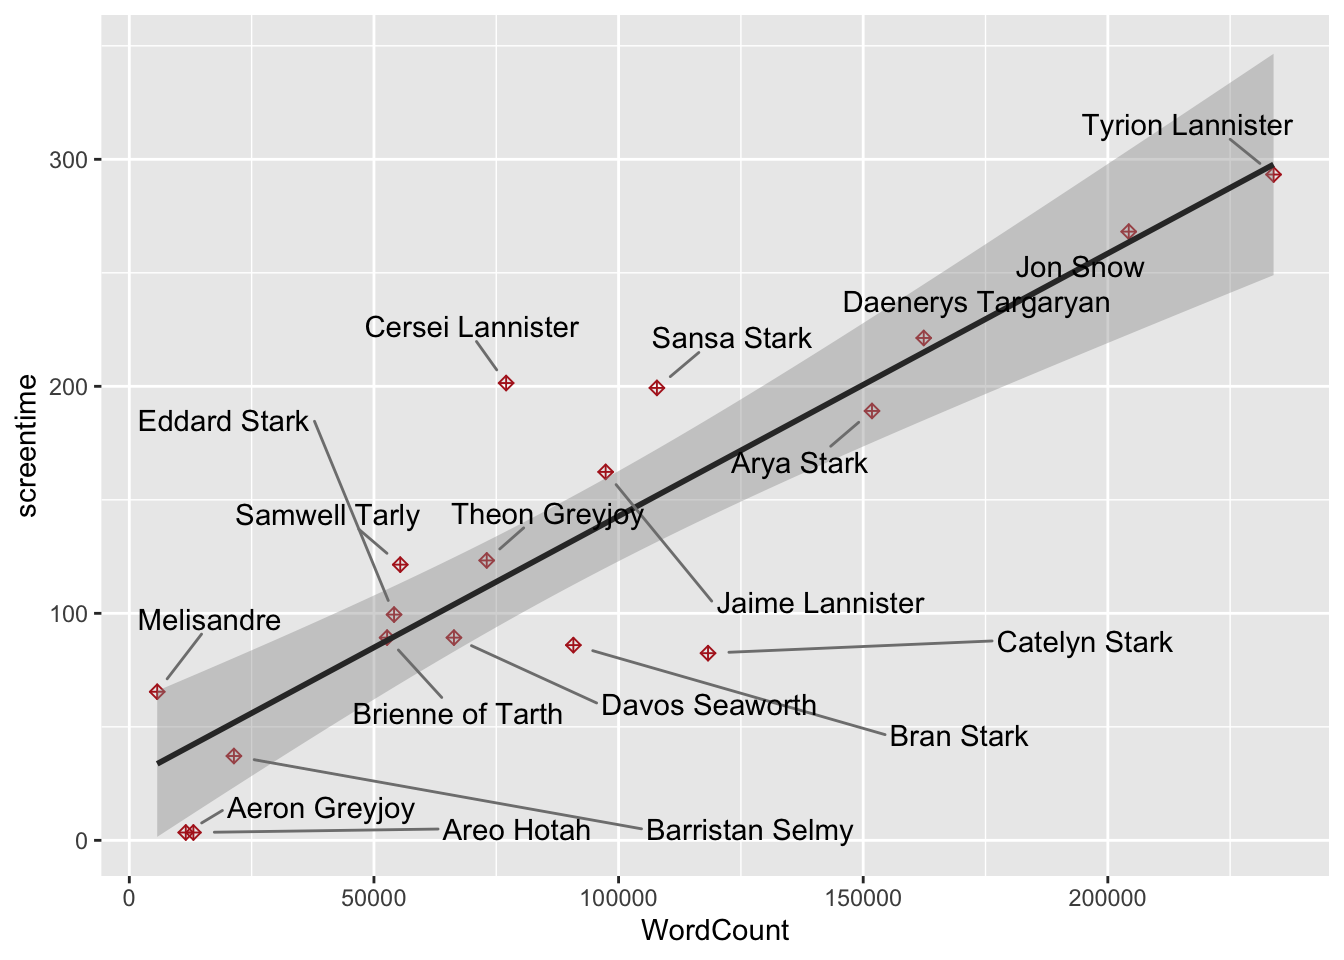 Tyrion Lannister
300
Jon Snow
Daenerys Targaryan
Cersei Lannister
Sansa Stark
200
Eddard Stark
Arya Stark
screentime
Samwell Tarly
Theon Greyjoy
100
Melisandre
Jaime Lannister
Catelyn Stark
Brienne of Tarth
Davos Seaworth
Bran Stark
Aeron Greyjoy
Areo Hotah
Barristan Selmy
0
0
50000
100000
150000
200000
WordCount